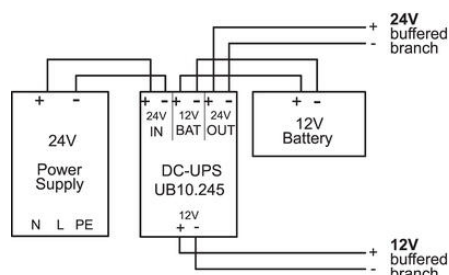 24V
buffered
branch
+
-
+ -
24V
Power
Supply
N L PE
+ - + - + -
24V 12V 24V
IN BAT OUT
DC-UPS
UB10.245
12V
+ -
+ -
12V
Battery
+
-
12V
buffered
branch